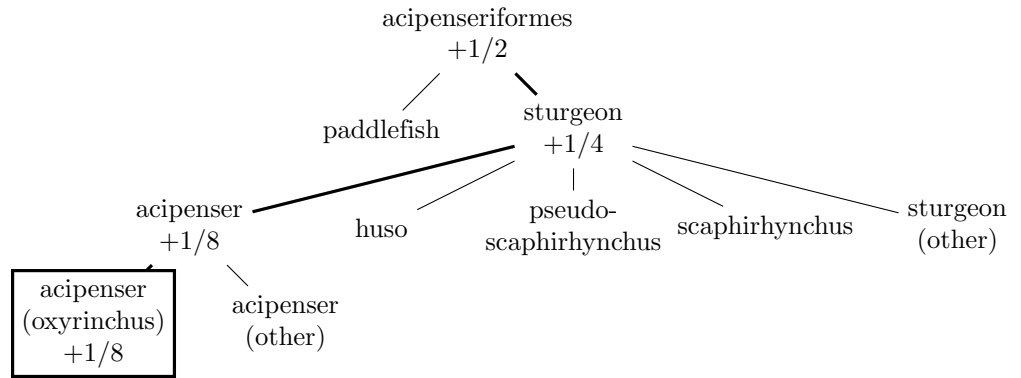 acipenseriformes
+1/2
paddlefish
sturgeon
+1/4
acipenser
+1/8
huso
pseudo-
scaphirhynchus
scaphirhynchus
sturgeon
(other)
acipenser
(oxyrinchus)
+1/8
acipenser
(other)